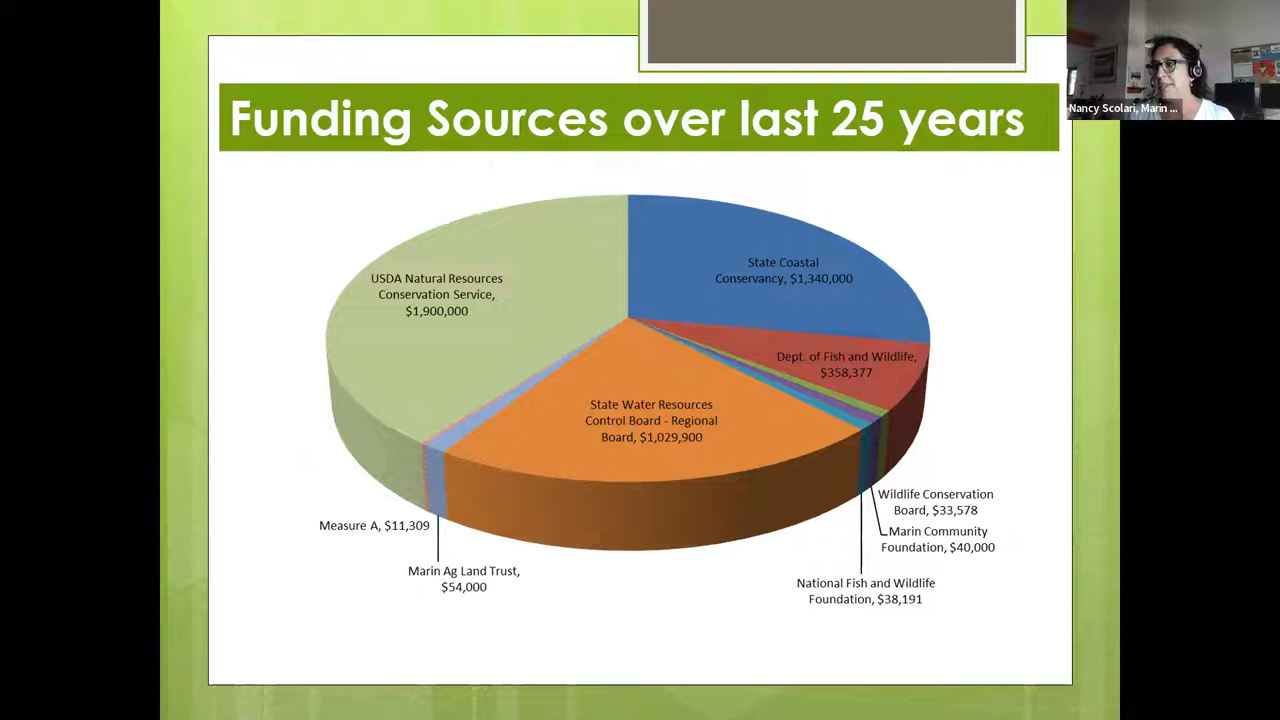 Funding Sources over last 25 years
Nancy Scolari, Marin ...
State Coastal
Conservancy, $1,340,000
USDA Natural Resources
Conservation Service,
$1,900,000
Dept. of Fish and Wildlife,
$358,377
State Water Resources
Control Board - Regional
Board, $1,029,900
Wildlife Conservation
Board, $33,578
Marin Community
Foundation, $40,000
National Fish and Wildlife
Foundation, $38,191
Measure A, $11,309
Marin Ag Land Trust,
$54,000